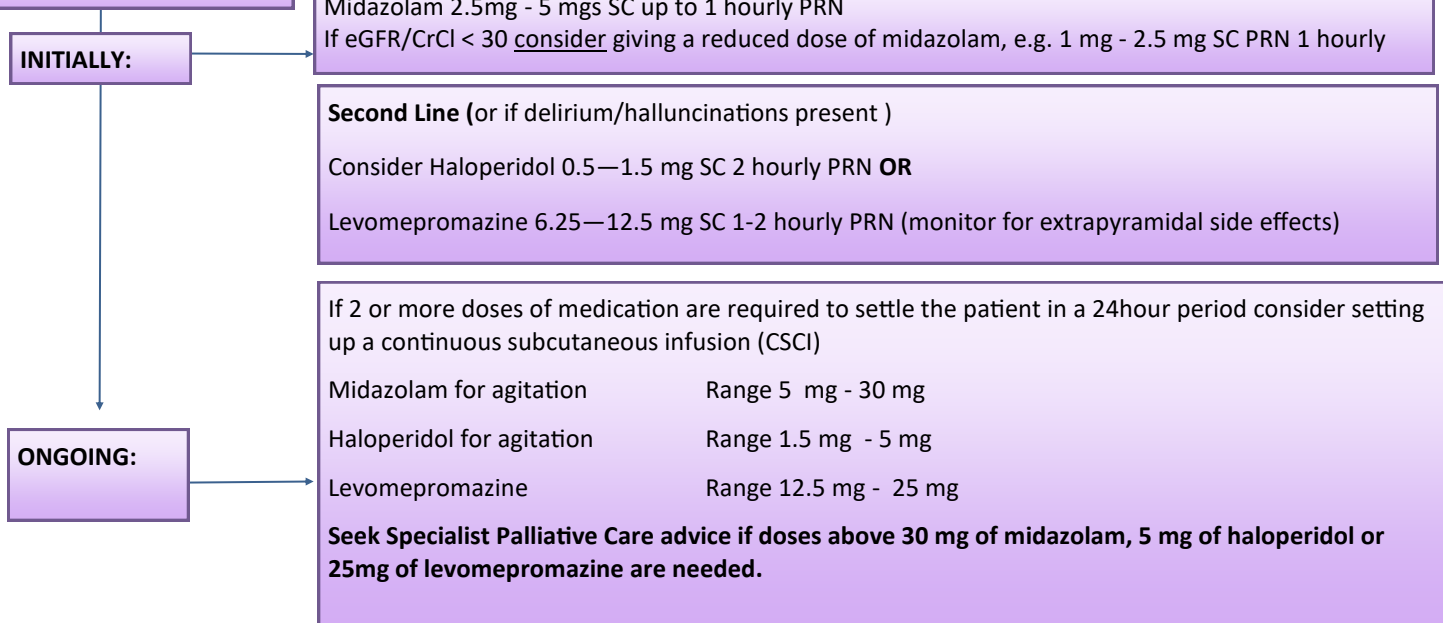 Midazolam 2.5mg - 5 mgs SC up to 1 hourly PRN
If eGFR/CrCl < 30 consider giving a reduced dose of midazolam, e.g. 1 mg - 2.5 mg SC PRN 1 hourly
INITIALLY:
Second Line (or if delirium/halluncinations present )
Consider Haloperidol 0.5—1.5 mg SC 2 hourly PRN OR
Levomepromazine 6.25—12.5 mg SC 1-2 hourly PRN (monitor for extrapyramidal side effects)
If 2 or more doses of medication are required to settle the patient in a 24hour period consider setting
up a continuous subcutaneous infusion (CSCI)
Midazolam for agitation Range 5  mg - 30 mg
Haloperidol for agitation Range 1.5 mg  - 5 mg
ONGOING:
Levomepromazine Range 12.5 mg -  25 mg
Seek Specialist Palliative Care advice if doses above 30 mg of midazolam, 5 mg of haloperidol or
25mg of levomepromazine are needed.